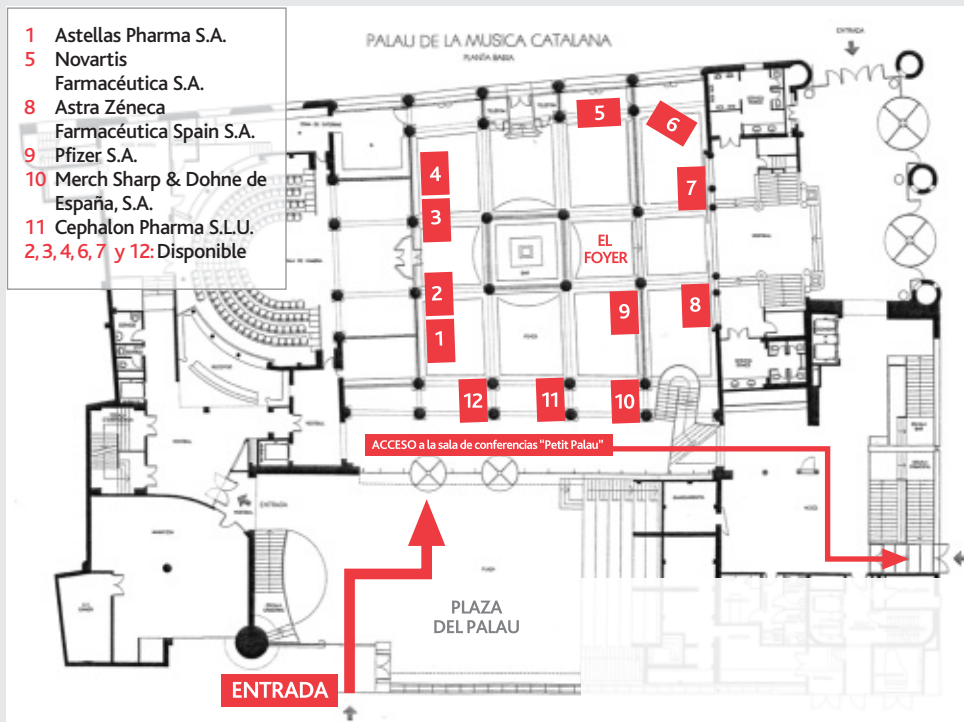 1 Astellas Pharma S.A.
5 Novartis
Farmacéutica S.A.
8 Astra Zéneca
Farmacéutica Spain S.A.
9 Pfizer S.A.
10 Merch Sharp & Dohne de
España, S.A.
11 Cephalon Pharma S.L.U.
2, 3, 4, 6, 7 y 12: Disponible
PALAU DE LA MUSICA CATALANA
PLANTA BAIXA
ENTRADA
5
6
4
7
3
EL
FOYER
2
8
9
1
12
11
10
ACCESO a la sala de conferencias "Petit Palau"
ENTRADA
PLAZA
DEL PALAU
ENTRADA